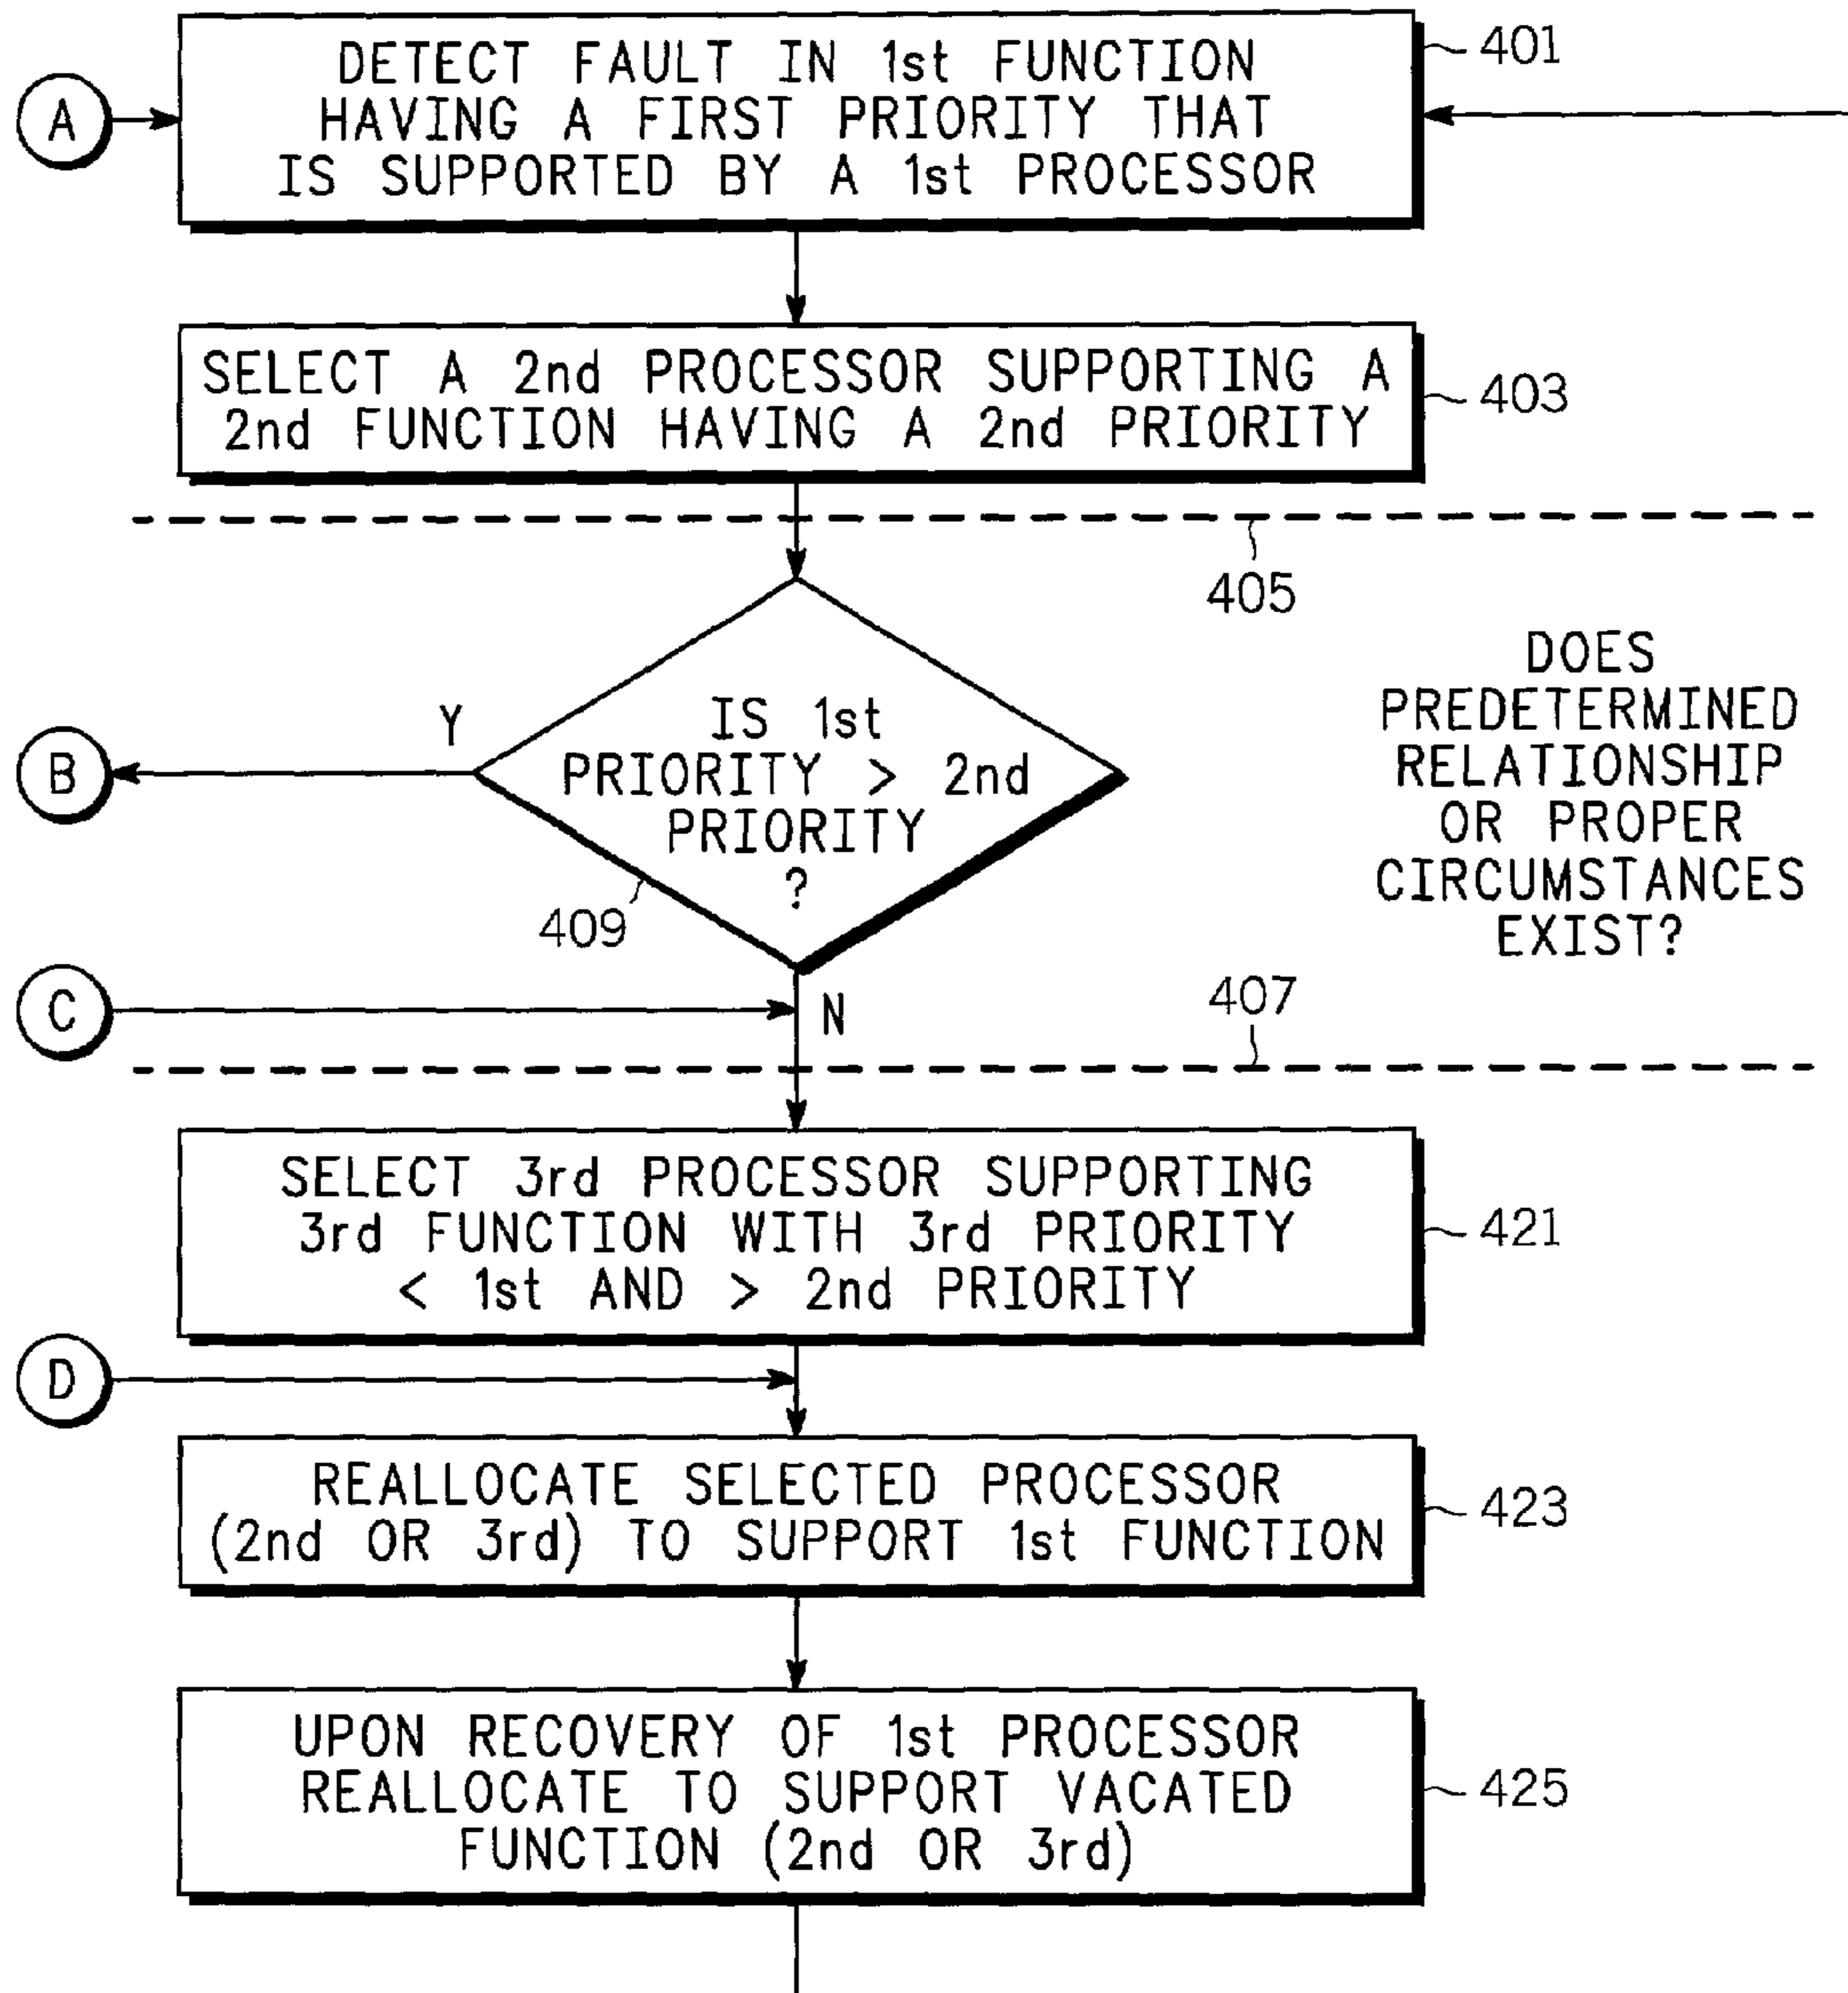 DETECT FAULT IN 1st FUNCTION
HAVING A FIRST PRIORITY THAT
IS SUPPORTED BY A 1st PROCESSOR
401
A
SELECT A 2nd PROCESSOR SUPPORTING A
2nd FUNCTION HAVING A 2nd PRIORITY
403
405
IS 1st
PRIORITY > 2nd
PRIORITY
?
409
Y
B
DOES
PREDETERMINED
RELATIONSHIP
OR PROPER
CIRCUMSTANCES
EXIST?
C
N
407
SELECT 3rd PROCESSOR SUPPORTING
3rd FUNCTION WITH 3rd PRIORITY
< 1st AND > 2nd PRIORITY
421
D
REALLOCATE SELECTED PROCESSOR
(2nd OR 3rd) TO SUPPORT 1st FUNCTION
423
UPON RECOVERY OF 1st PROCESSOR
REALLOCATE TO SUPPORT VACATED
FUNCTION (2nd OR 3rd)
425